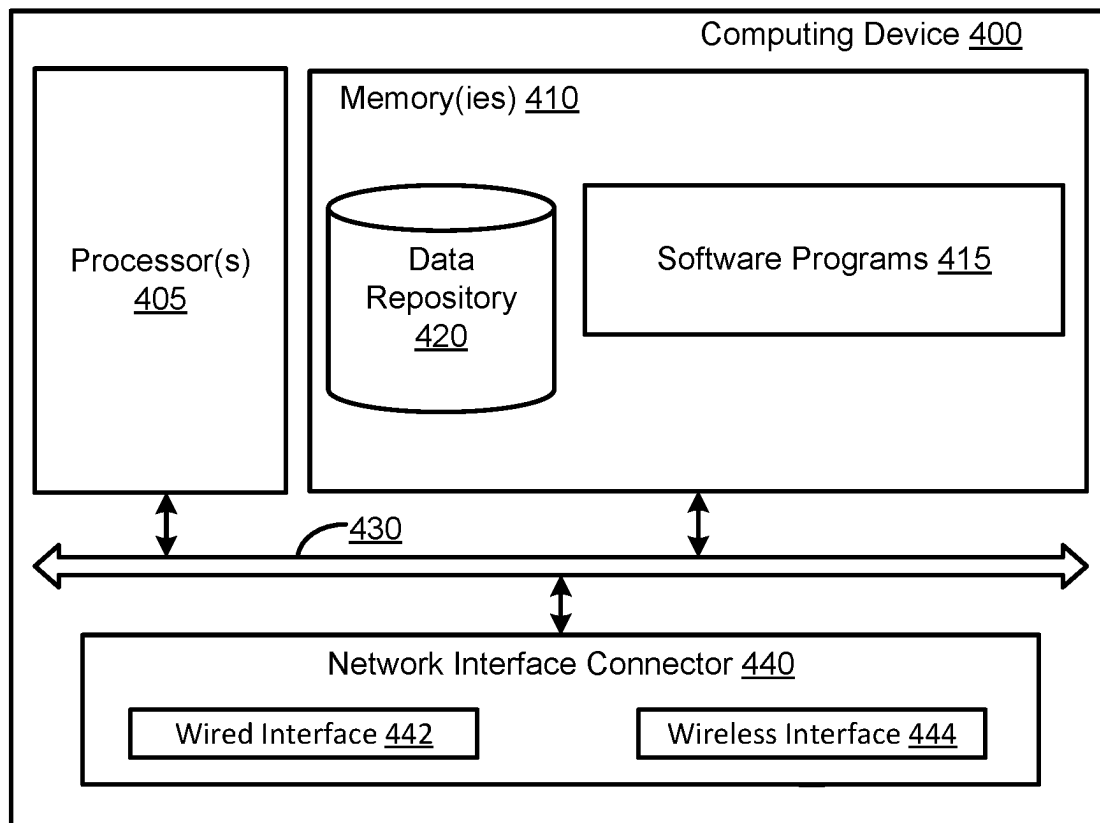 Computing Device 400
Memory(ies) 410
Processor(s)
405
Data
Repository
420
Software Programs 415
430
Network Interface Connector 440
Wired Interface 442
Wireless Interface 444